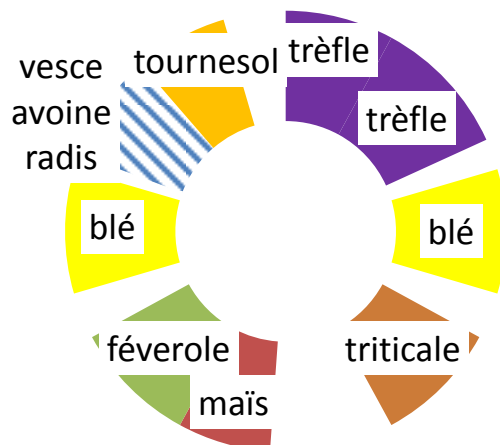 trèfle
trèfle
blé
triticale
maïs
féverole
blé
vesce
avoine
radis
tournesol